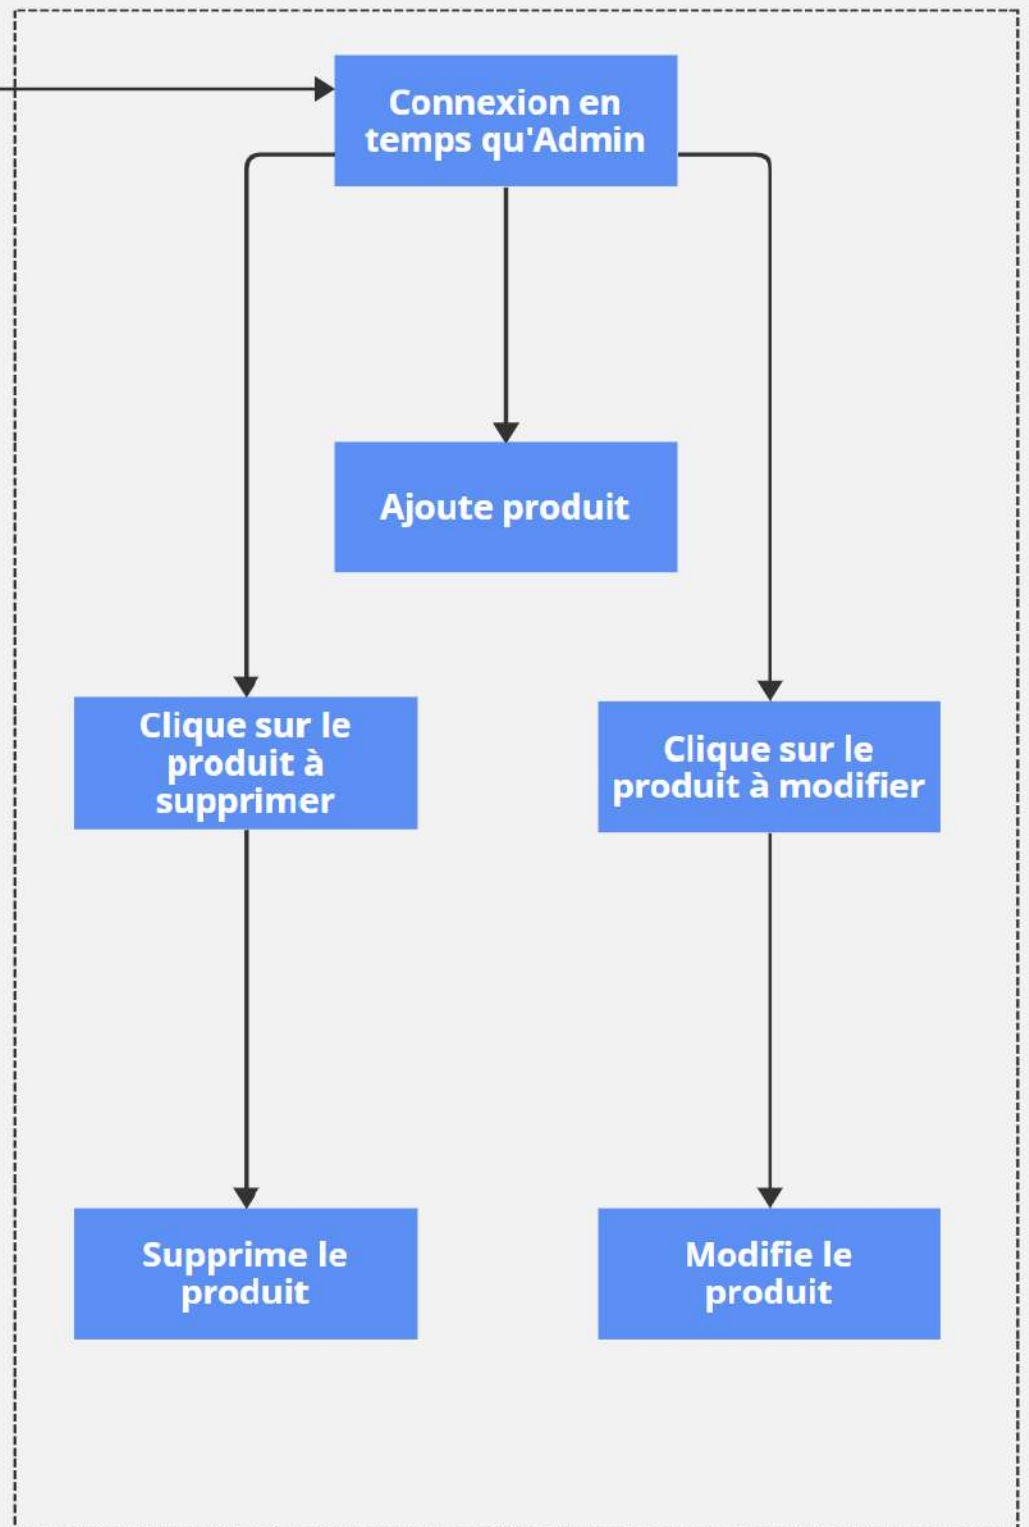 Connexion en
temps qu'Admin
Ajoute produit
Clique sur le
produit à
supprimer
Clique sur le
produit à modifier
Supprime le
produit
Modifie le
produit